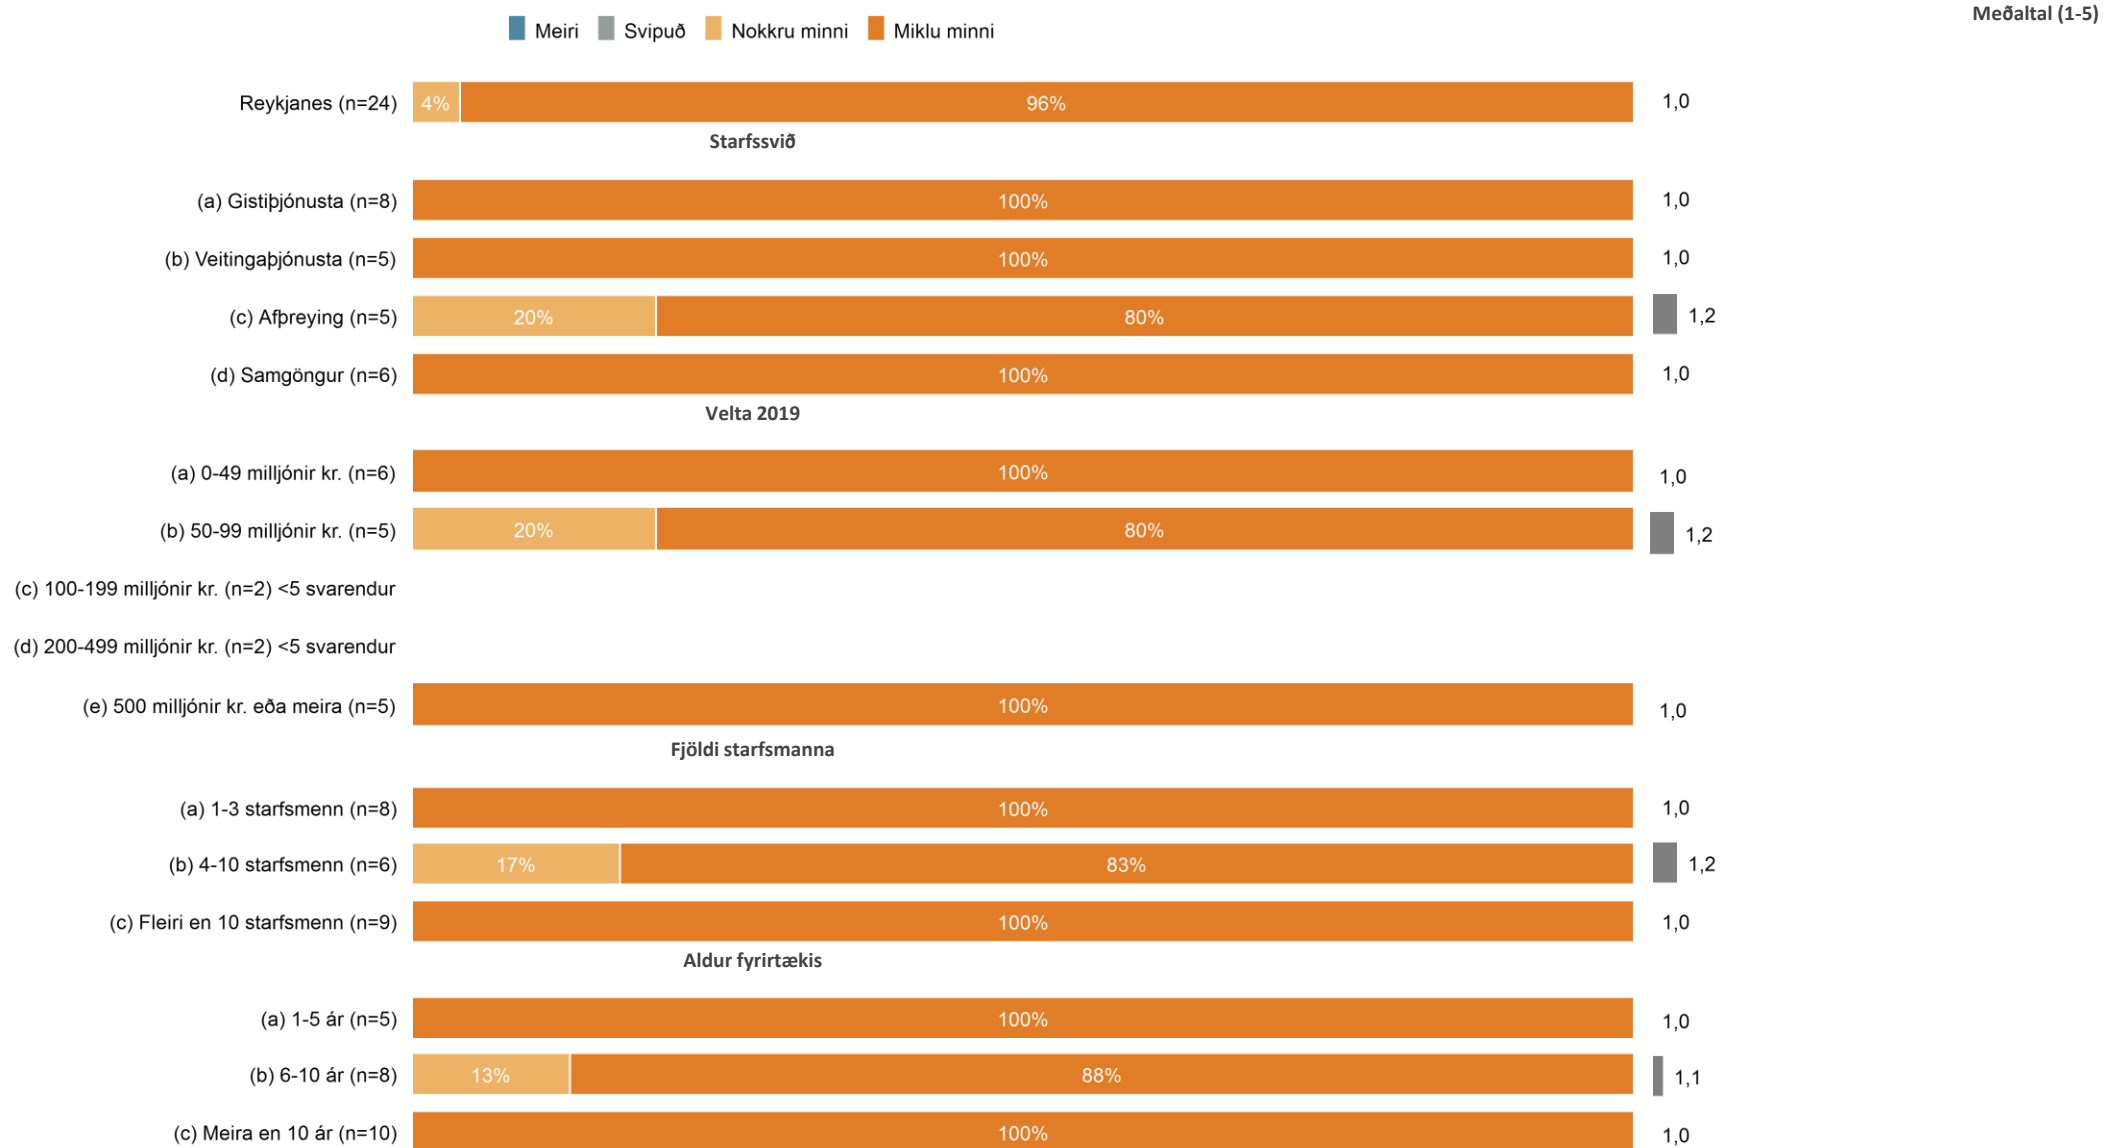 Meðaltal (1-5)
Meiri Svipuð Nokkru minni Miklu minni
Reykjanes (n=24) 4% 96% 1,0
Starfssvið
(a) Gistiþjónusta (n=8) 100% 1,0
(b) Veitingaþjónusta (n=5) 100% 1,0
(c) Afþreying (n=5) 20% 80% 1,2
(d) Samgöngur (n=6) 100% 1,0
Velta 2019
(a) 0-49 milljónir kr. (n=6) 100% 1,0
(b) 50-99 milljónir kr. (n=5) 20% 80% 1,2
(c) 100-199 milljónir kr. (n=2) <5 svarendur
(d) 200-499 milljónir kr. (n=2) <5 svarendur
(e) 500 milljónir kr. eða meira (n=5) 100% 1,0
Fjöldi starfsmanna
(a) 1-3 starfsmenn (n=8) 100% 1,0
(b) 4-10 starfsmenn (n=6) 17% 83% 1,2
(c) Fleiri en 10 starfsmenn (n=9) 100% 1,0
Aldur fyrirtækis
(a) 1-5 ár (n=5) 100% 1,0
(b) 6-10 ár (n=8) 13% 88% 1,1
(c) Meira en 10 ár (n=10) 100% 1,0